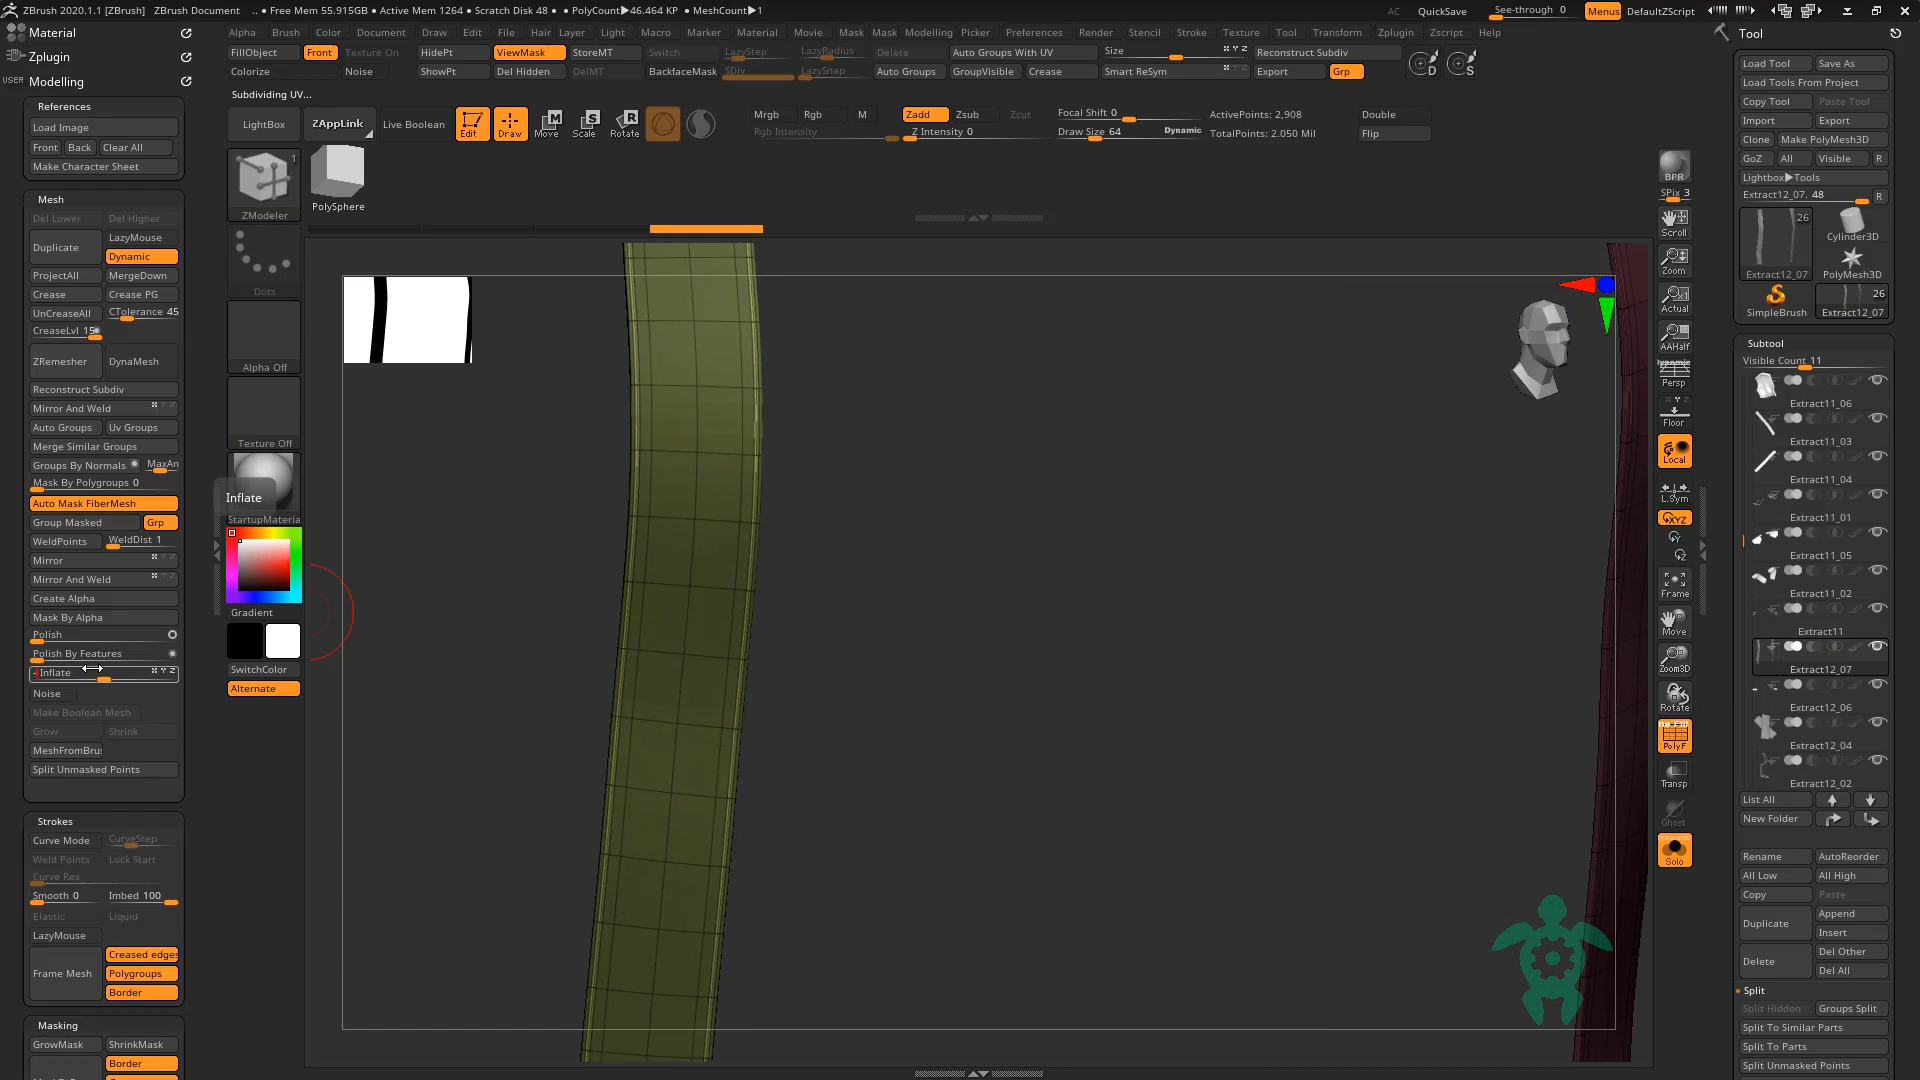 ZBrush 2020.1.1 [ZBrush] ZBrush Document .. • Free Mem 55.915GB • Active Mem 1264 • Scratch Disk 48 • • PolyCount▶46.464 KP • MeshCount▶1 AC QuickSave See-through 0 Menus DefaultZScript
Alpha Brush Color Document Draw Edit File Hair Layer Light Macro Marker Material Movie Mask Mask Modelling Picker Preferences Render Stencil Stroke Texture Tool Transform Zplugin Zscript Help
Material
USER Zplugin
Modelling
FillObject Front Texture On HidePt ViewMask StoreMT Switch LazyStep LazyRadius Delete Auto Groups With UV Size Reconstruct Subdiv
Colorize Noise ShowPt Del Hidden DelMT BackfaceMask SDiv LazySnap Auto Groups GroupVisible Crease Smart ReSym Export Grp
D S
Subdividing UV...
LightBox ZAppLink Live Boolean Edit Draw Move Scale Rotate
Mrgb Rgb M Zadd Zsub Zcut Focal Shift 0 ActivePoints: 2,908 Double
Rgb Intensity Z Intensity 0 Draw Size 64 Dynamic TotalPoints: 2.050 Mil Flip
References
Load Image
Front Back Clear All
Make Character Sheet
Mesh
Del Lower Del Higher
Duplicate LazyMouse
Dynamic
ProjectAll MergeDown
Crease Crease PG
UnCreaseAll CTolerance 45
CreaseLvl 15
ZRemesher DynaMesh
Reconstruct Subdiv
Mirror And Weld
Auto Groups Uv Groups
Merge Similar Groups
Groups By Normals MaxAn
Mask By Polygroups 0
Auto Mask FiberMesh
Group Masked Grp
WeldPoints WeldDist 1
Mirror
Mirror And Weld
Create Alpha
Mask By Alpha
Polish
Polish By Features
Inflate
Noise
Make Boolean Mesh
Grow Shrink
MeshFromBrus
Split Unmasked Points
Strokes
Curve Mode CurveStep
Weld Points Lock Start
Curve Res
Smooth 0 Imbed 100
Elastic Liquid
LazyMouse
Frame Mesh Creased edges
Polygroups
Border
Masking
GrowMask ShrinkMask
Border
1
ZModeler
PolySphere
Dots
Alpha Off
Texture Off
Inflate
StartupMateria
Gradient
SwitchColor
Alternate
BPR
SPix 3
Scroll
Zoom
Actual
AAHalf
Dynamic
Persp
Floor
Local
L.Sym
XYZ
Y
Z
Frame
Move
Zoom3D
Rotate
Line Fill
PolyF
Transp
Ghost
Dynamic
Solo
Tool
Load Tool Save As
Load Tools From Project
Copy Tool Paste Tool
Import Export
Clone Make PolyMesh3D
GoZ All Visible R
Lightbox▶Tools
Extract12_07. 48 R
26
Extract12_07
Cylinder3D
PolyMesh3D
SimpleBrush
26
Extract12_07
Subtool
Visible Count 11
Extract11_06
Extract11_03
Extract11_04
Extract11_01
Extract11_05
Extract11_02
Extract11
Extract12_07
Extract12_06
Extract12_04
Extract12_02
List All
New Folder
Rename AutoReorder
All Low All High
Copy Paste
Duplicate Append
Insert
Delete Del Other
Del All
Split
Split Hidden Groups Split
Split To Similar Parts
Split To Parts
Split Unmasked Points